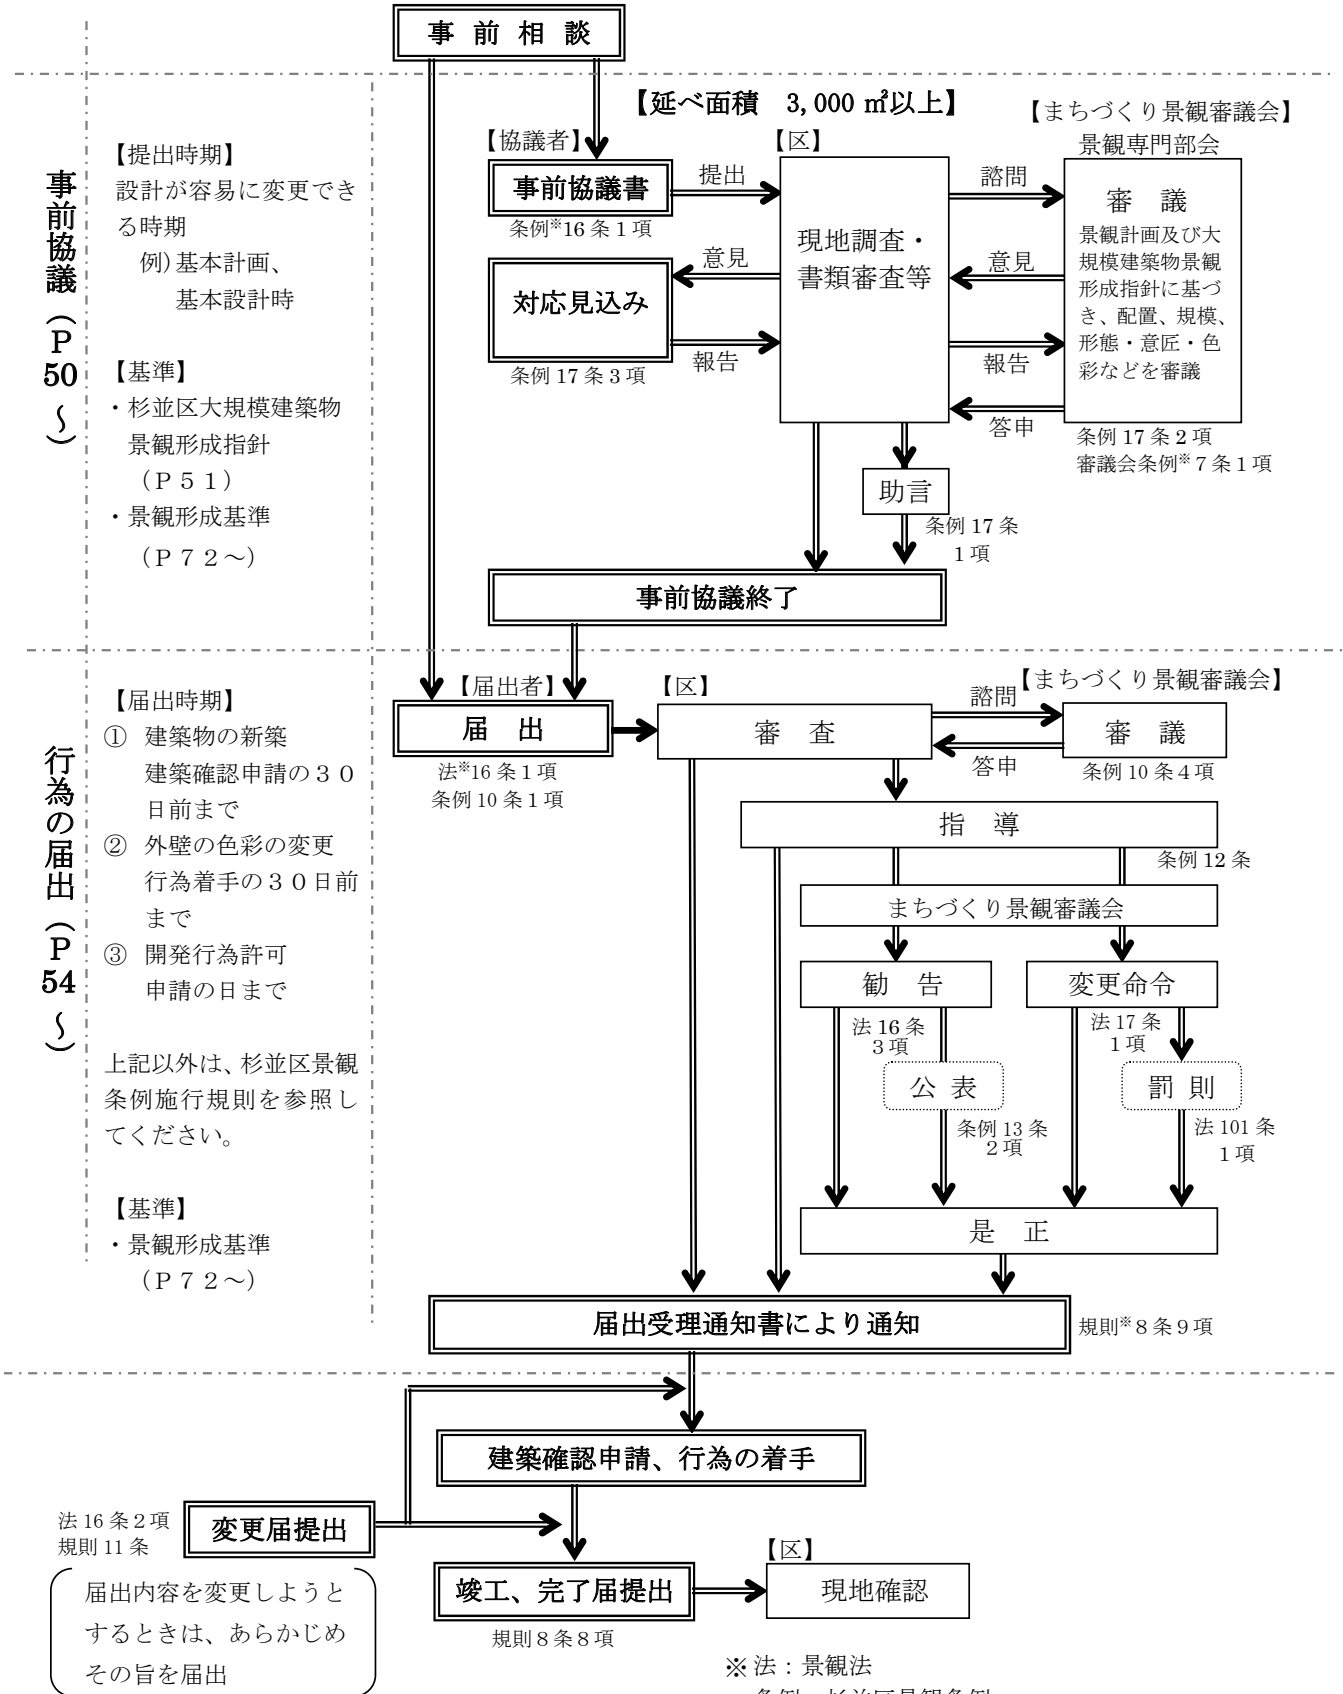 事前相談
【延べ面積 3,000㎡以上】
【まちづくり景観審議会】
景観専門部会
事前協議（P50～）
【提出時期】
設計が容易に変更でき
る時期
例）基本計画、
基本設計時
【基準】
・杉並区大規模建築物
景観形成指針
（Ｐ５１）
・景観形成基準
（Ｐ７２～）
【協議者】
事前協議書
条例※16条１項
提出
意見
対応見込み
報告
条例17条３項
【区】
現地調査・
書類審査等
諮問
意見
報告
答申
審　議
景観計画及び大
規模建築物景観
形成指針に基づ
き、配置、規模、
形態・意匠・色
彩などを審議
条例17条２項
審議会条例※７条１項
助言
条例17条
１項
事前協議終了
行為の届出（P54～）
【届出時期】
①　建築物の新築
建築確認申請の３０
日前まで
②　外壁の色彩の変更
行為着手の３０日前
まで
③　開発行為許可
申請の日まで
上記以外は、杉並区景観
条例施行規則を参照し
てください。
【基準】
・景観形成基準
（Ｐ７２～）
【届出者】
届　出
法※16条１項
条例10条１項
【区】
審　査
諮問
答申
【まちづくり景観審議会】
審　議
条例10条４項
指　導
条例12条
まちづくり景観審議会
勧　告
変更命令
法16条
３項
法17条
１項
公表
罰則
条例13条
２項
法101条
１項
是　正
届出受理通知書により通知
規則※８条９項
建築確認申請、行為の着手
法16条２項
規則11条
変更届提出
届出内容を変更しようと
するときは、あらかじめ
その旨を届出
竣工、完了届提出
規則８条８項
【区】
現地確認
※法：景観法